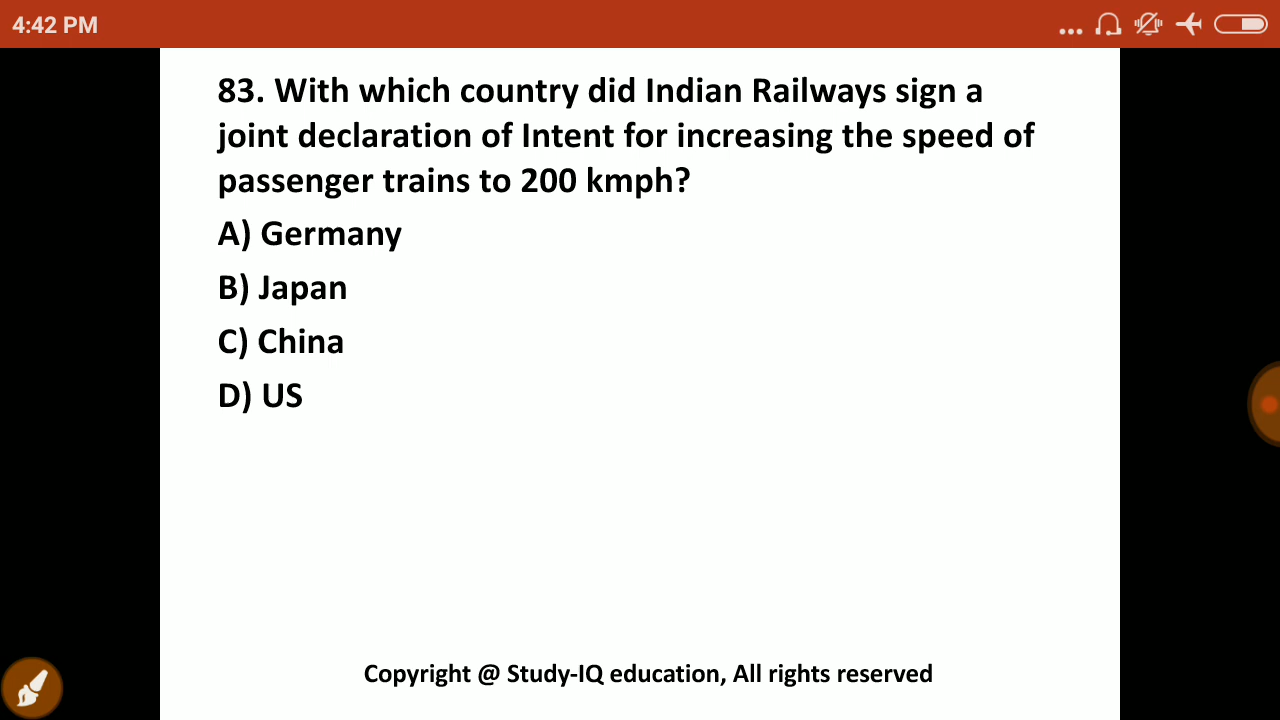 4:42 PM
83. With which country did Indian Railways sign a
joint declaration of Intent for increasing the speed of
passenger trains to 200 kmph?
A) Germany
B) Japan
C) China
D) US
Copyright @ Study-IQ education, All rights reserved